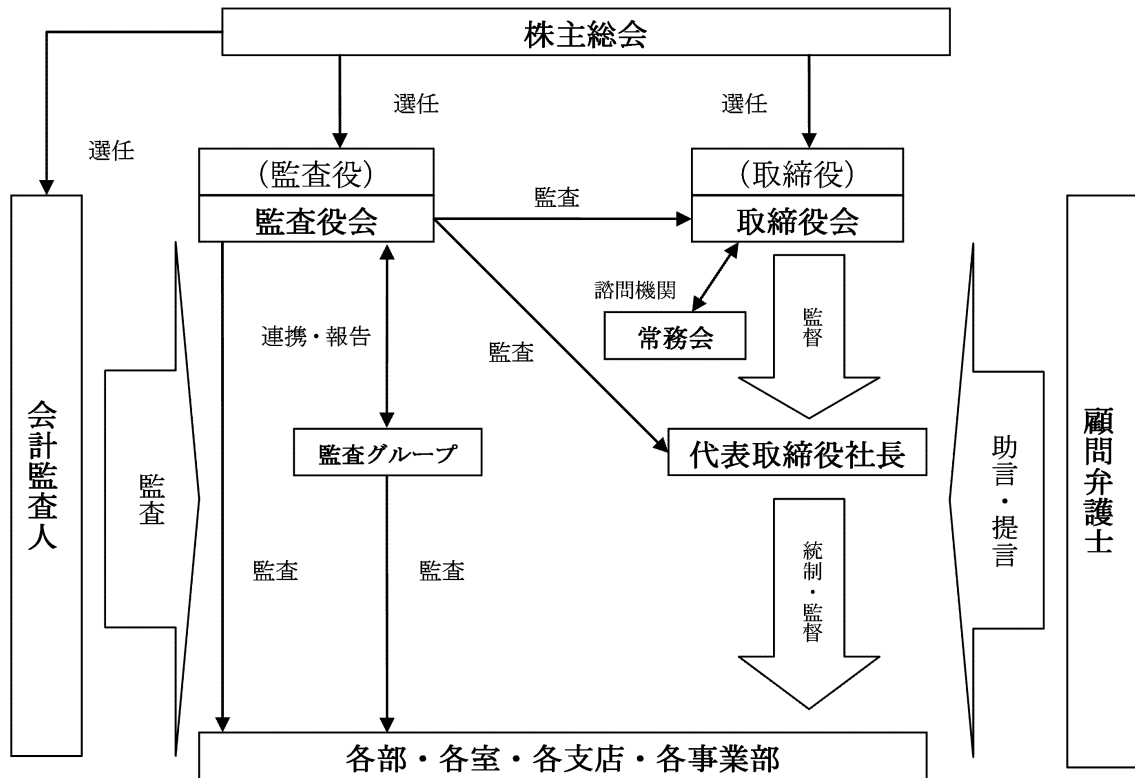 株主総会
選任
選任
選任
(監査役)
監査役会
監査
(取締役)
取締役会
諮問機関
常務会
監督
連携・報告
監査
監査グループ
代表取締役社長
会計監査人
監査
監査
監査
統制・監督
助言・提言
顧問弁護士
各部・各室・各支店・各事業部